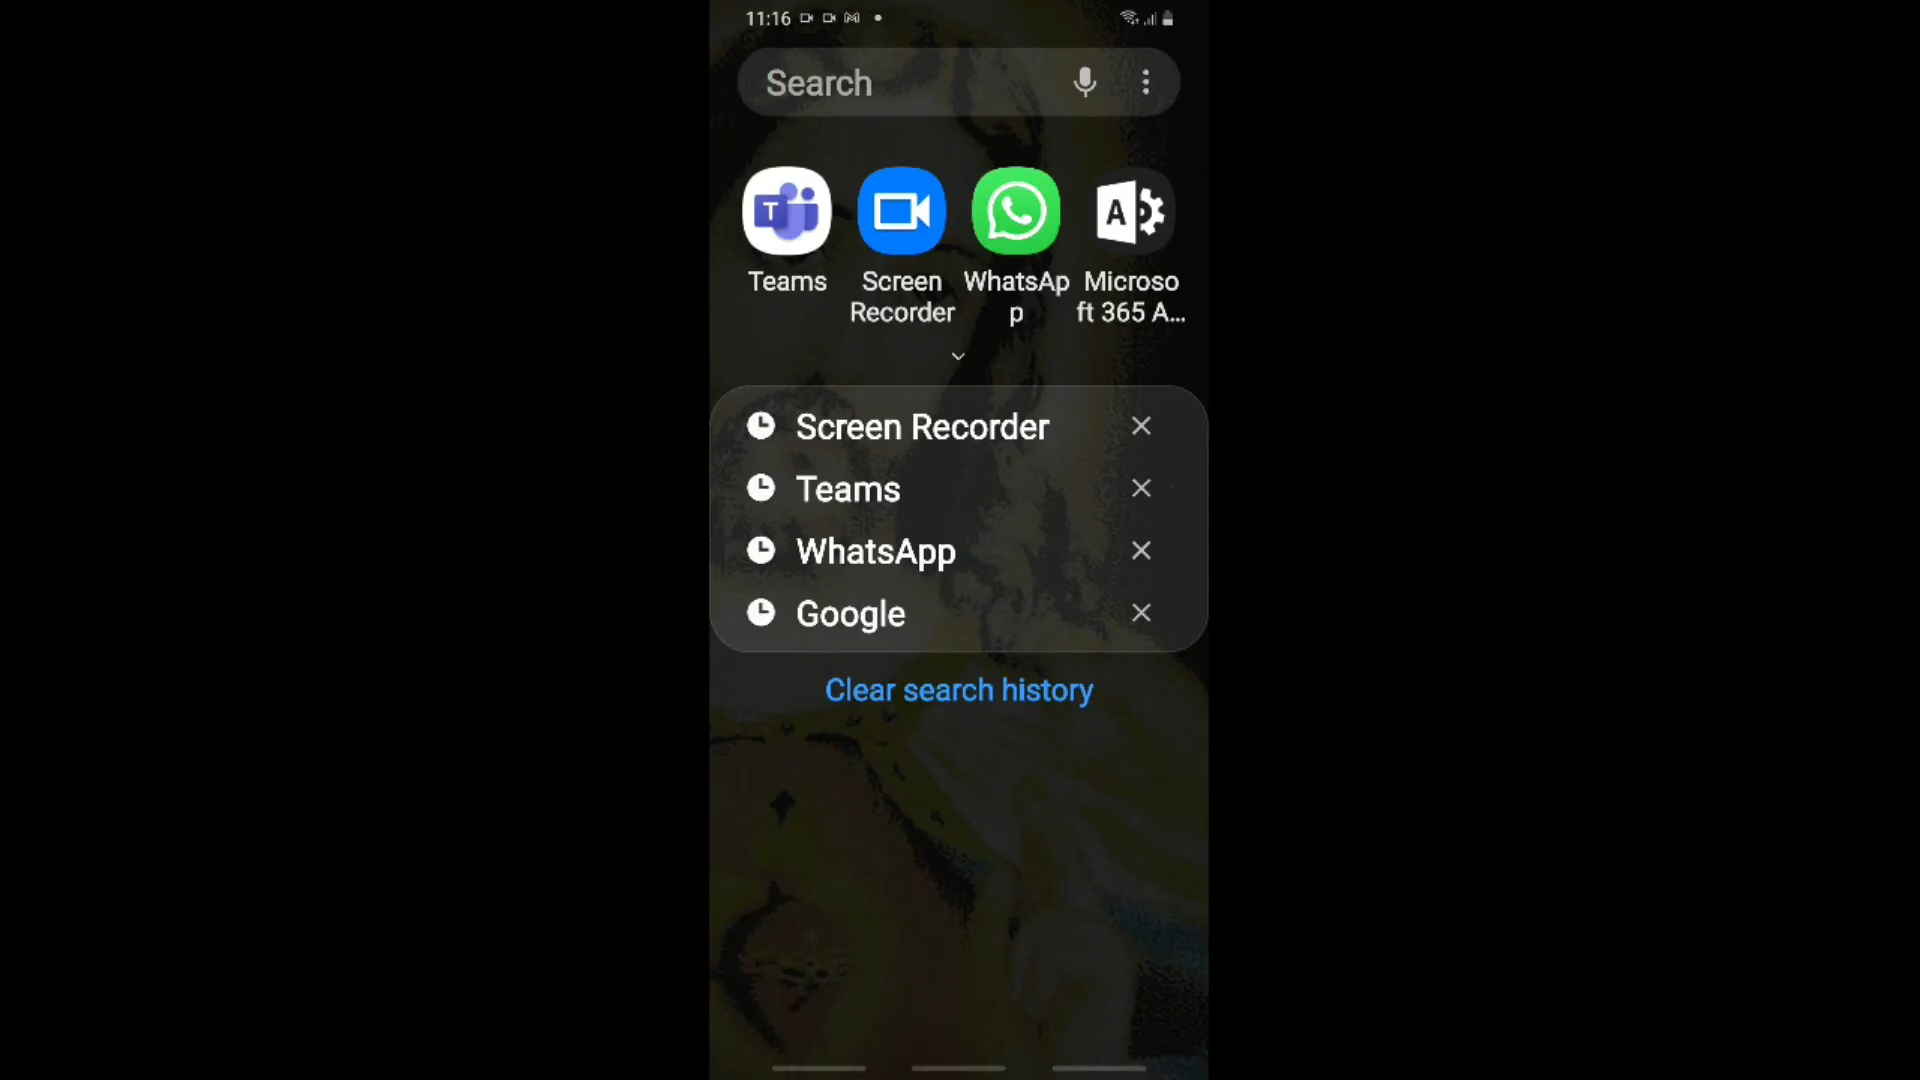 11:16
Search
Teams
Screen
Recorder
WhatsAp
p
Microso
ft 365 A...
Screen Recorder
Teams
WhatsApp
Google
Clear search history